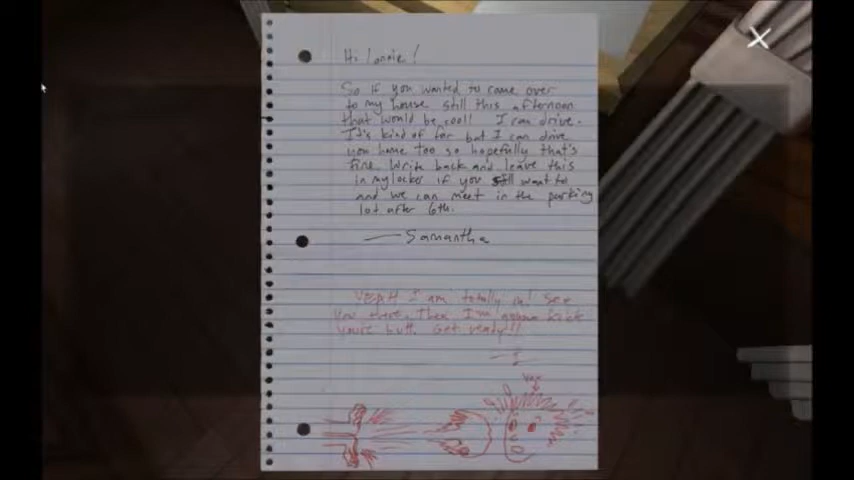 Hi Lonnie!
So if you wanted to come over
to my house still this afternoon
that would be cool! I can drive.
It's kind of far but I can drive
you home too so hopefully that's
fine. Write back and leave this
in my locker if you still want to
and we can meet in the parking
lot after 6th.
— Samantha
YEAH I am totally in! See
you there. Then I'm gonna kick
youre butt. Get ready!!